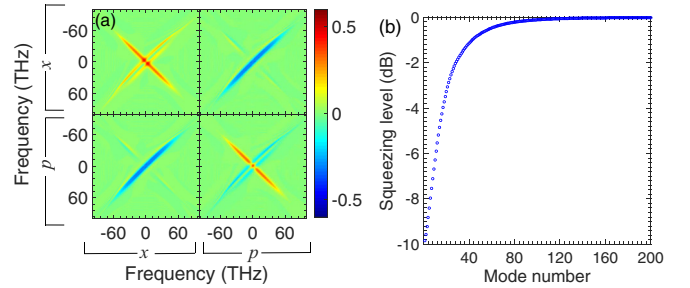 (a)
Frequency (THz)
x
p
-60
0
60
-60
0
60
-60 0 60 -60 0 60
x
p
Frequency (THz)
0.5
0
-0.5
(b)
Squeezing level (dB)
0
-2
-4
-6
-8
-10
40 80 120 160 200
Mode number